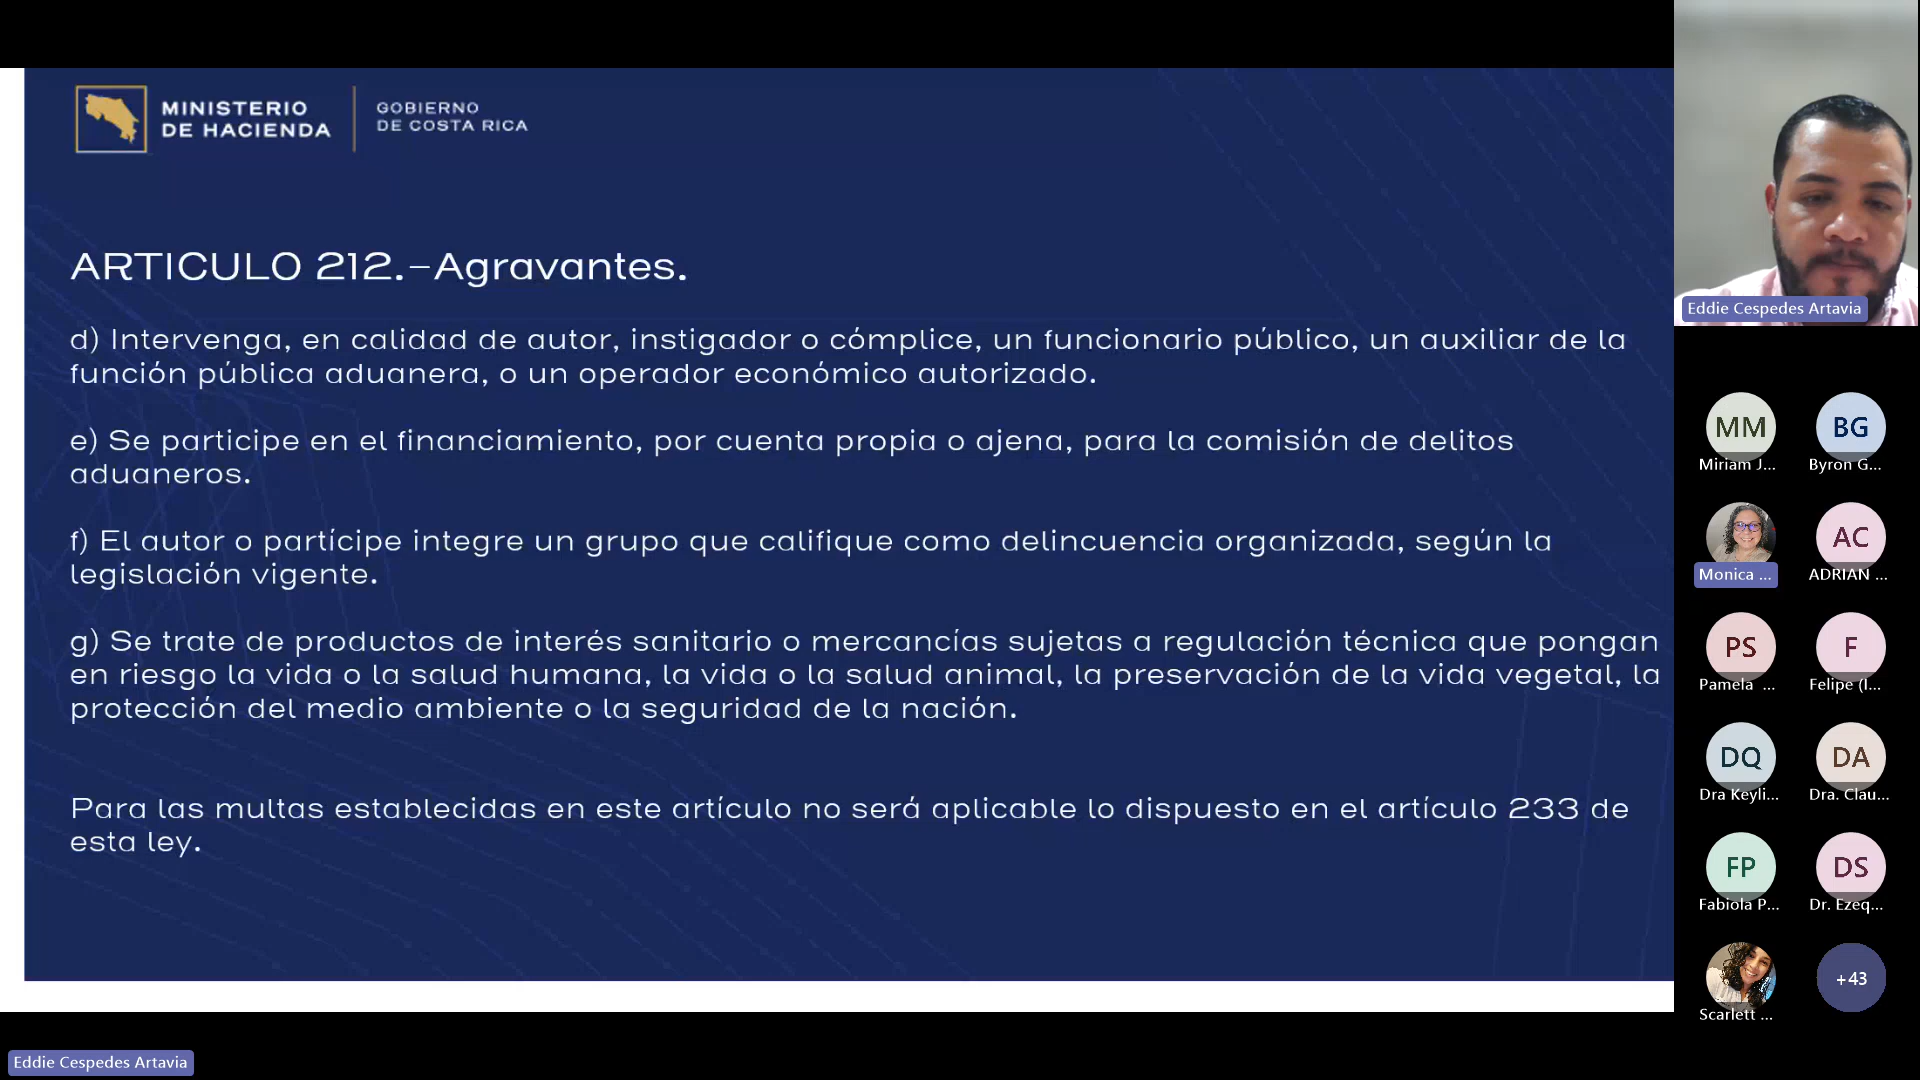 MINISTERIO
DE HACIENDA
GOBIERNO
DE COSTA RICA
ARTICULO 212.-Agravantes.
d) Intervenga, en calidad de autor, instigador o cómplice, un funcionario público, un auxiliar de la
función pública aduanera, o un operador económico autorizado.
e) Se participe en el financiamiento, por cuenta propia o ajena, para la comisión de delitos
aduaneros.
f) El autor o partícipe integre un grupo que califique como delincuencia organizada, según la
legislación vigente.
g) Se trate de productos de interés sanitario o mercancías sujetas a regulación técnica que pongan
en riesgo la vida o la salud humana, la vida o la salud animal, la preservación de la vida vegetal, la
protección del medio ambiente o la seguridad de la nación.
Para las multas establecidas en este artículo no será aplicable lo dispuesto en el artículo 233 de
esta ley.
Eddie Cespedes Artavia
MM
BG
Miriam J...
Byron G...
AC
Monica ...
ADRIAN ...
PS
F
Pamela ...
Felipe (I...
DQ
DA
Dra Keyli...
Dra. Clau...
FP
DS
Fabiola P...
Dr. Ezeq...
+43
Scarlett ...
Eddie Cespedes Artavia